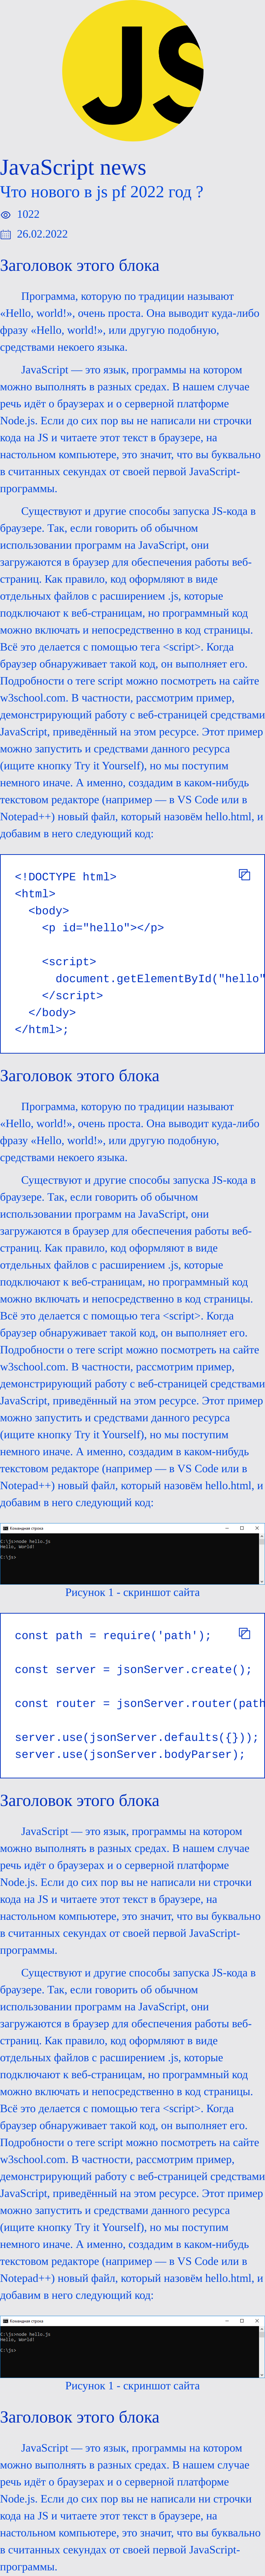 JS
JavaScript news
Что нового в js pf 2022 год ?
1022
26.02.2022
Заголовок этого блока
Программа, которую по традиции называют
«Hello, world!», очень проста. Она выводит куда-либо
фразу «Hello, world!», или другую подобную,
средствами некоего языка.
JavaScript — это язык, программы на котором
можно выполнять в разных средах. В нашем случае
речь идёт о браузерах и о серверной платформе
Node.js. Если до сих пор вы не написали ни строчки
кода на JS и читаете этот текст в браузере, на
настольном компьютере, это значит, что вы буквально
в считанных секундах от своей первой JavaScript-
программы.
Существуют и другие способы запуска JS-кода в
браузере. Так, если говорить об обычном
использовании программ на JavaScript, они
загружаются в браузер для обеспечения работы веб-
страниц. Как правило, код оформляют в виде
отдельных файлов с расширением .js, которые
подключают к веб-страницам, но программный код
можно включать и непосредственно в код страницы.
Всё это делается с помощью тега <script>. Когда
браузер обнаруживает такой код, он выполняет его.
Подробности о теге script можно посмотреть на сайте
w3school.com. В частности, рассмотрим пример,
демонстрирующий работу с веб-страницей средствами
JavaScript, приведённый на этом ресурсе. Этот пример
можно запустить и средствами данного ресурса
(ищите кнопку Try it Yourself), но мы поступим
немного иначе. А именно, создадим в каком-нибудь
текстовом редакторе (например — в VS Code или в
Notepad++) новый файл, который назовём hello.html, и
добавим в него следующий код:
<!DOCTYPE html>
<html>
<body>
<p id="hello"></p>
<script>
document.getElementById("hello"
</script>
</body>
</html>;
Заголовок этого блока
Программа, которую по традиции называют
«Hello, world!», очень проста. Она выводит куда-либо
фразу «Hello, world!», или другую подобную,
средствами некоего языка.
Существуют и другие способы запуска JS-кода в
браузере. Так, если говорить об обычном
использовании программ на JavaScript, они
загружаются в браузер для обеспечения работы веб-
страниц. Как правило, код оформляют в виде
отдельных файлов с расширением .js, которые
подключают к веб-страницам, но программный код
можно включать и непосредственно в код страницы.
Всё это делается с помощью тега <script>. Когда
браузер обнаруживает такой код, он выполняет его.
Подробности о теге script можно посмотреть на сайте
w3school.com. В частности, рассмотрим пример,
демонстрирующий работу с веб-страницей средствами
JavaScript, приведённый на этом ресурсе. Этот пример
можно запустить и средствами данного ресурса
(ищите кнопку Try it Yourself), но мы поступим
немного иначе. А именно, создадим в каком-нибудь
текстовом редакторе (например — в VS Code или в
Notepad++) новый файл, который назовём hello.html, и
добавим в него следующий код:
Командная строка
C:\js>node hello.js
Hello, World!
C:\js>
Рисунок 1 - скриншот сайта
const path = require('path');
const server = jsonServer.create();
const router = jsonServer.router(path
server.use(jsonServer.defaults({}));
server.use(jsonServer.bodyParser);
Заголовок этого блока
JavaScript — это язык, программы на котором
можно выполнять в разных средах. В нашем случае
речь идёт о браузерах и о серверной платформе
Node.js. Если до сих пор вы не написали ни строчки
кода на JS и читаете этот текст в браузере, на
настольном компьютере, это значит, что вы буквально
в считанных секундах от своей первой JavaScript-
программы.
Существуют и другие способы запуска JS-кода в
браузере. Так, если говорить об обычном
использовании программ на JavaScript, они
загружаются в браузер для обеспечения работы веб-
страниц. Как правило, код оформляют в виде
отдельных файлов с расширением .js, которые
подключают к веб-страницам, но программный код
можно включать и непосредственно в код страницы.
Всё это делается с помощью тега <script>. Когда
браузер обнаруживает такой код, он выполняет его.
Подробности о теге script можно посмотреть на сайте
w3school.com. В частности, рассмотрим пример,
демонстрирующий работу с веб-страницей средствами
JavaScript, приведённый на этом ресурсе. Этот пример
можно запустить и средствами данного ресурса
(ищите кнопку Try it Yourself), но мы поступим
немного иначе. А именно, создадим в каком-нибудь
текстовом редакторе (например — в VS Code или в
Notepad++) новый файл, который назовём hello.html, и
добавим в него следующий код:
Командная строка
C:\js>node hello.js
Hello, World!
C:\js>
Рисунок 1 - скриншот сайта
Заголовок этого блока
JavaScript — это язык, программы на котором
можно выполнять в разных средах. В нашем случае
речь идёт о браузерах и о серверной платформе
Node.js. Если до сих пор вы не написали ни строчки
кода на JS и читаете этот текст в браузере, на
настольном компьютере, это значит, что вы буквально
в считанных секундах от своей первой JavaScript-
программы.